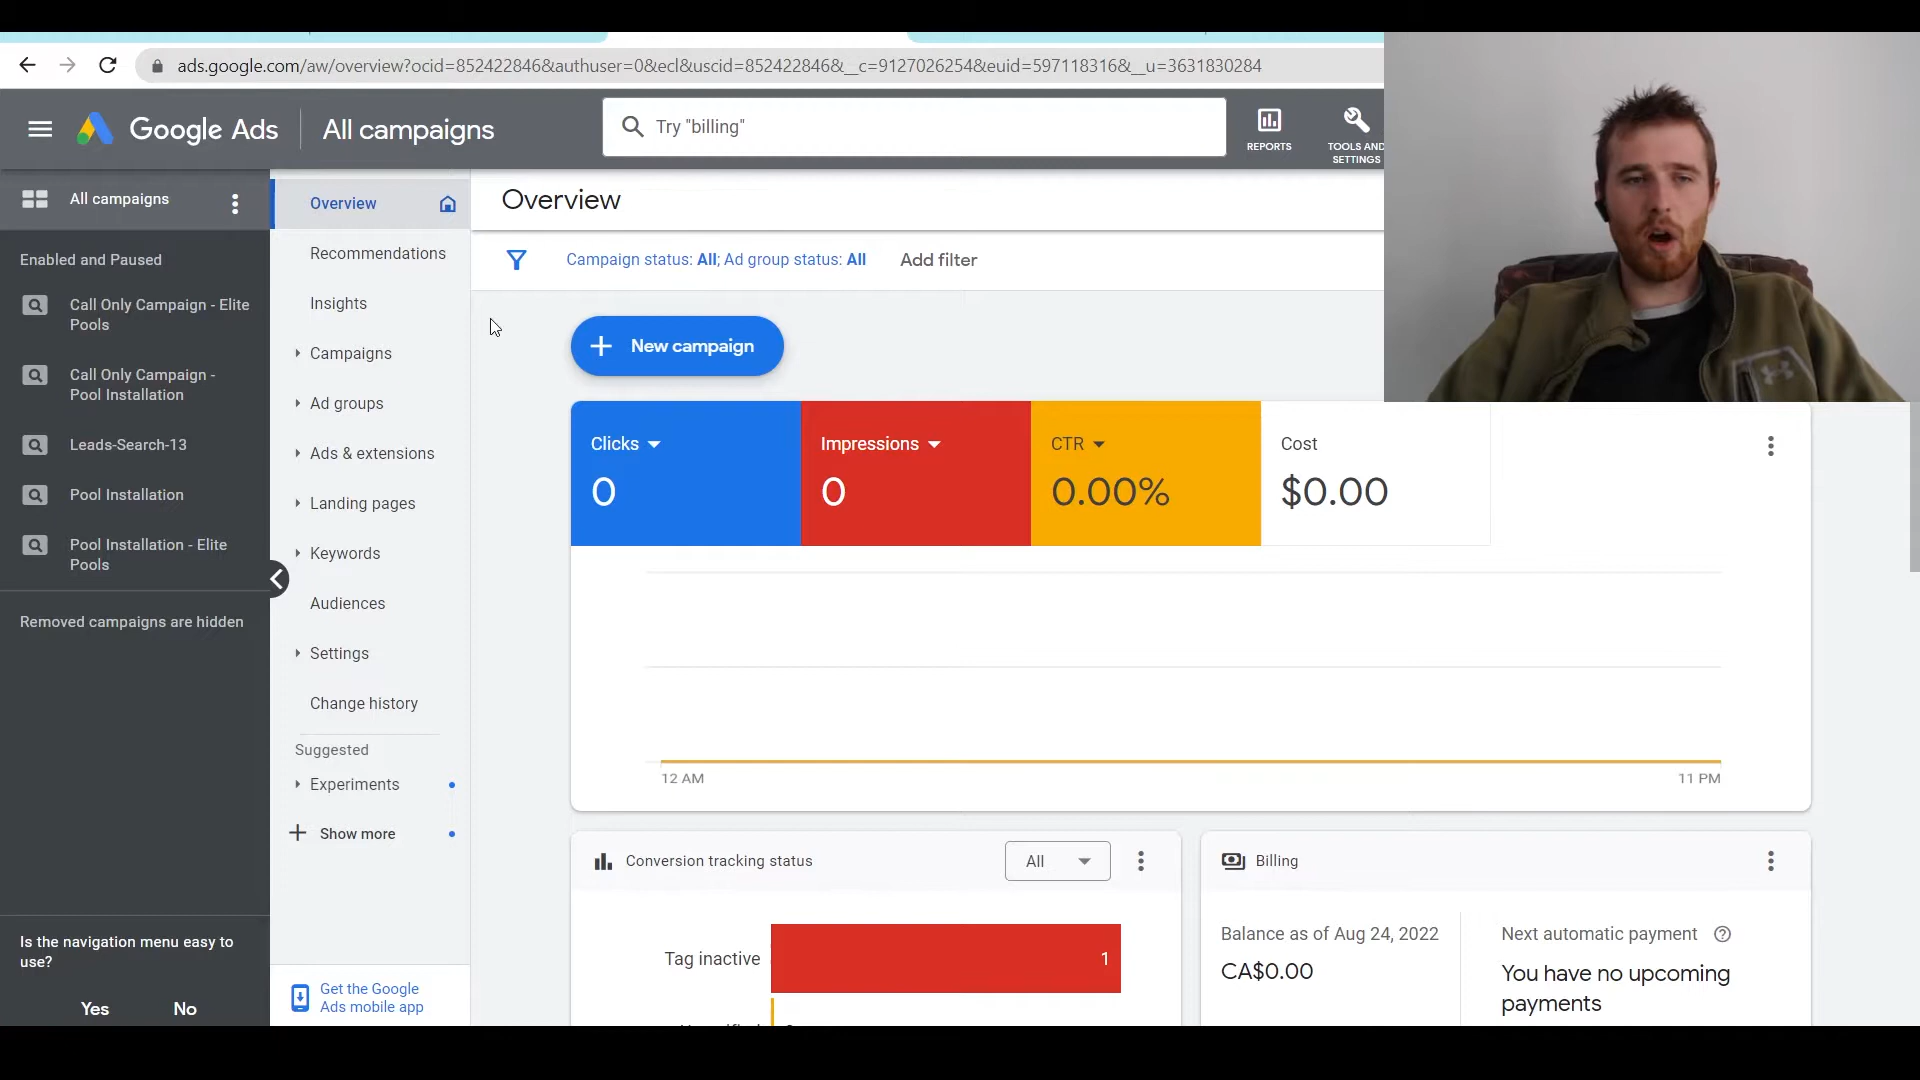 ads.google.com/aw/overview?ocid=852422846&authuser=0&ecl&uscid=852422846&__c=9127026254&euid=597118316&__u=3631830284
Google Ads
All campaigns
Try "billing"
REPORTS
TOOLS AND
SETTINGS
All campaigns
Enabled and Paused
Call Only Campaign - Elite
Pools
Call Only Campaign -
Pool Installation
Leads-Search-13
Pool Installation
Pool Installation - Elite
Pools
Removed campaigns are hidden
Is the navigation menu easy to
use?
Yes No
Overview
Recommendations
Insights
Campaigns
Ad groups
Ads & extensions
Landing pages
Keywords
Audiences
Settings
Change history
Suggested
Experiments
Show more
Get the Google
Ads mobile app
Overview
Campaign status: All; Ad group status: All Add filter
New campaign
Clicks
0
Impressions
0
CTR
0.00%
Cost
$0.00
12 AM 11 PM
Conversion tracking status All
Tag inactive 1
Billing
Balance as of Aug 24, 2022
CA$0.00
Next automatic payment
You have no upcoming
payments